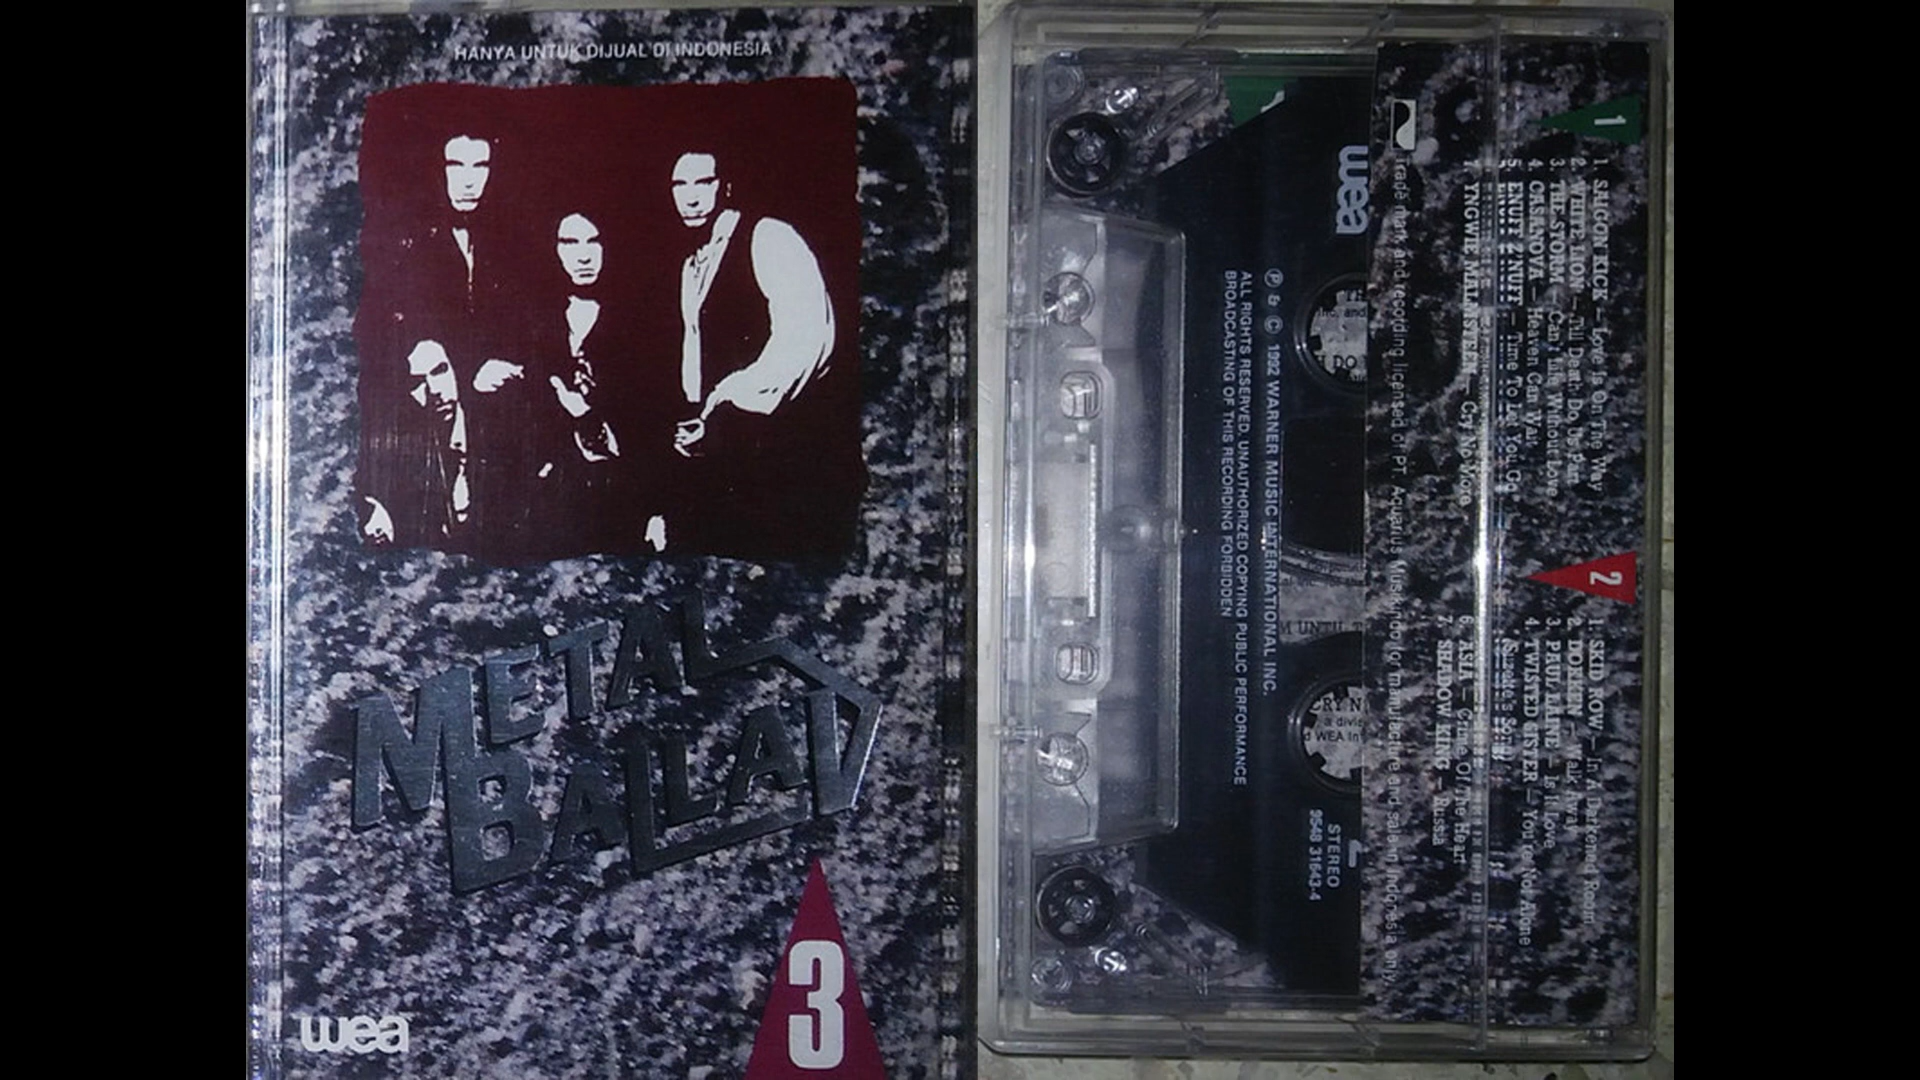 HANYA UNTUK DIJUAL DI INDONESIA
METAL
BALLAD
3
wea
1
1. SAIGON KICK – Love Is On The Way
2. WHITE LION – Till Death Do Us Part
3. THE STORM – Can't Live Without Love
4. CASANOVA – Heaven Can Wait
5. ENUFF Z'NUFF – Time To Let You Go
7. YNGWIE MALMSTEEN – Cry No More
2
1. SKID ROW – In A Darkened Room
2. DOKKEN – Walk Away
3. PAUL LAINE – Is It Love
4. TWISTED SISTER – You're Not Alone
(Suzette's Song)
6. ASIA – Crime Of The Heart
7. SHADOW KING – Russia
Trade mark and recording licensed of PT. Aquarius Musikindo for manufacture and sale in Indonesia only.
wea
℗ & © 1992 WARNER MUSIC INTERNATIONAL INC.
ALL RIGHTS RESERVED. UNAUTHORIZED COPYING PUBLIC PERFORMANCE
BROADCASTING OF THIS RECORDING FORBIDDEN
STEREO
9548 31643-4